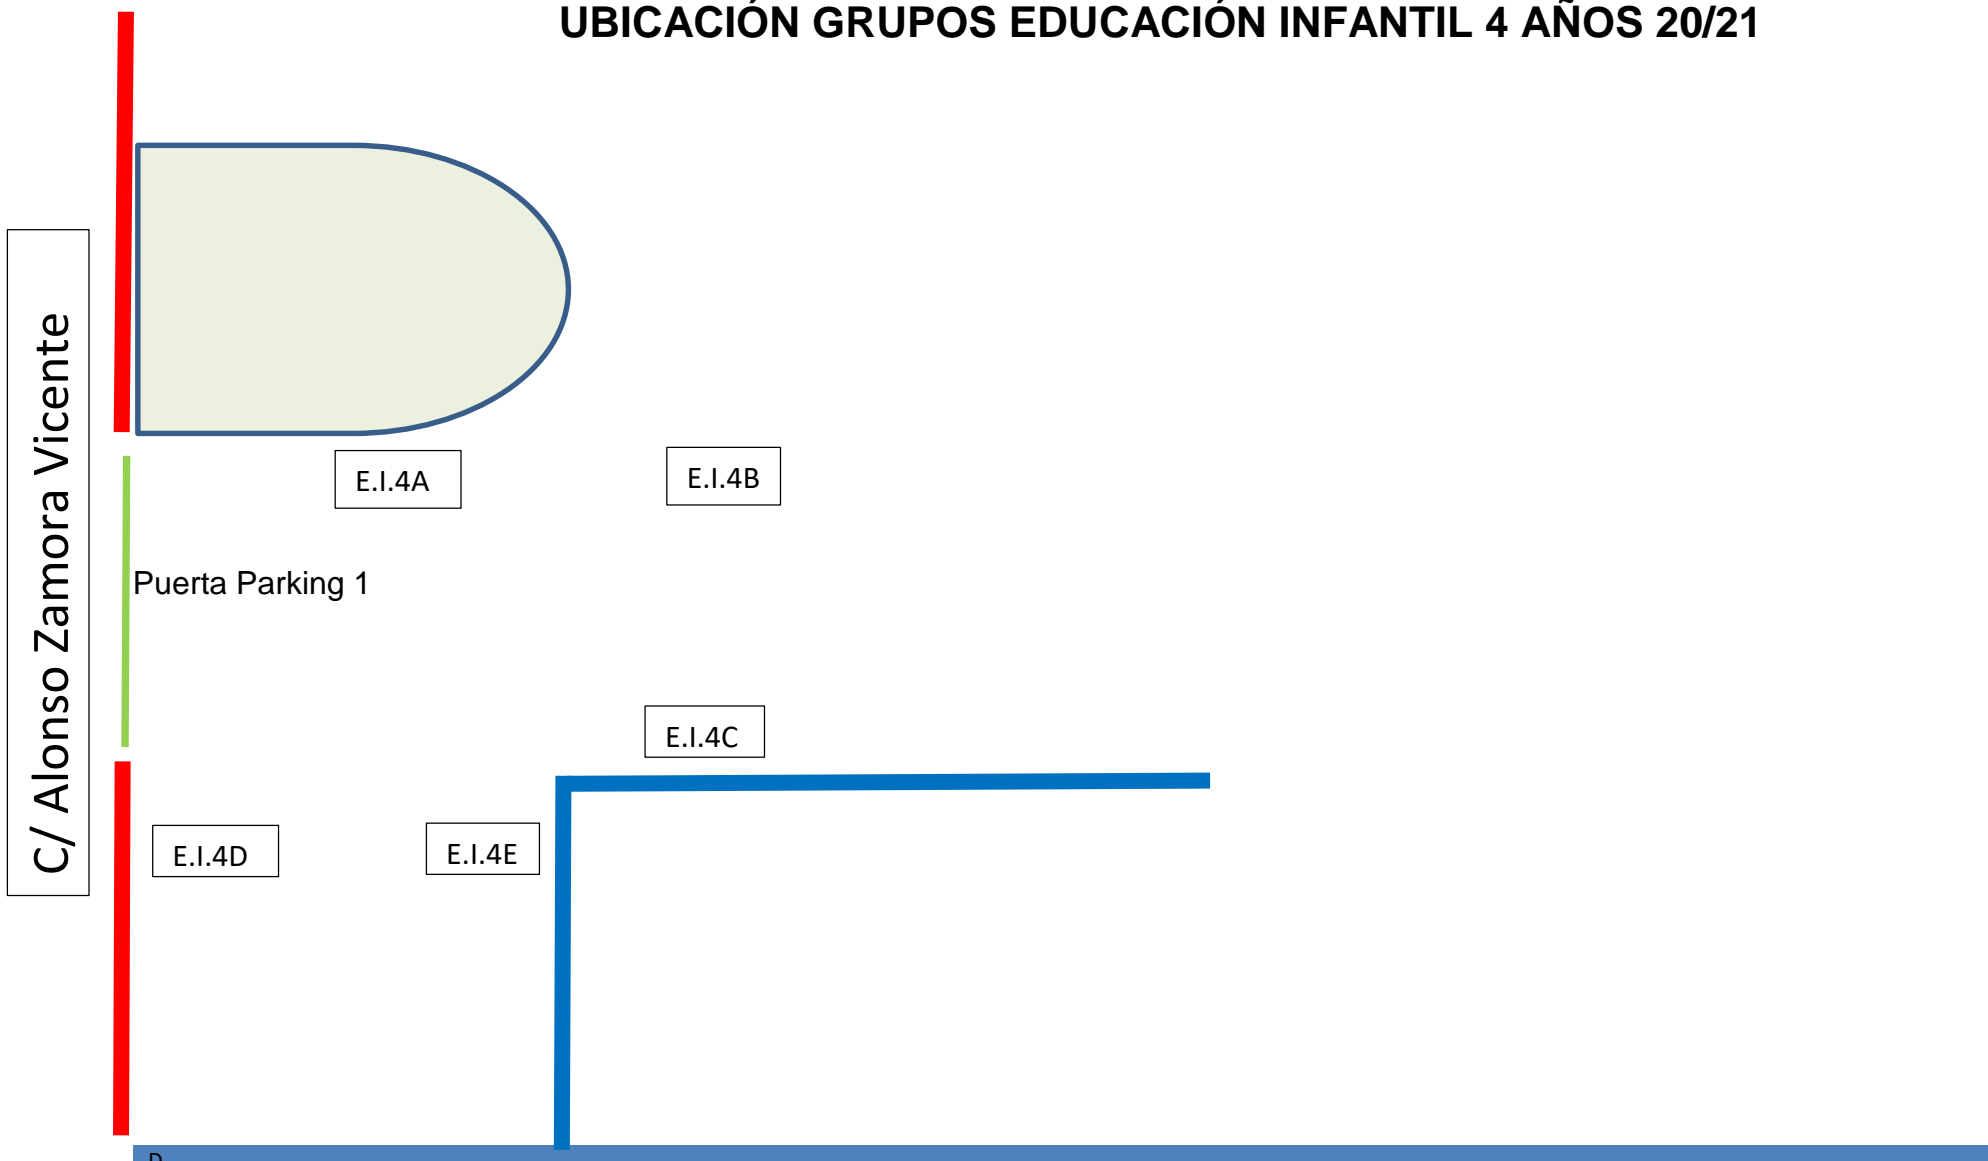 UBICACIÓN GRUPOS EDUCACIÓN INFANTIL 4 AÑOS 20/21
C/ Alonso Zamora Vicente
E.I.4A
E.I.4B
Puerta Parking 1
E.I.4C
E.I.4D
E.I.4E